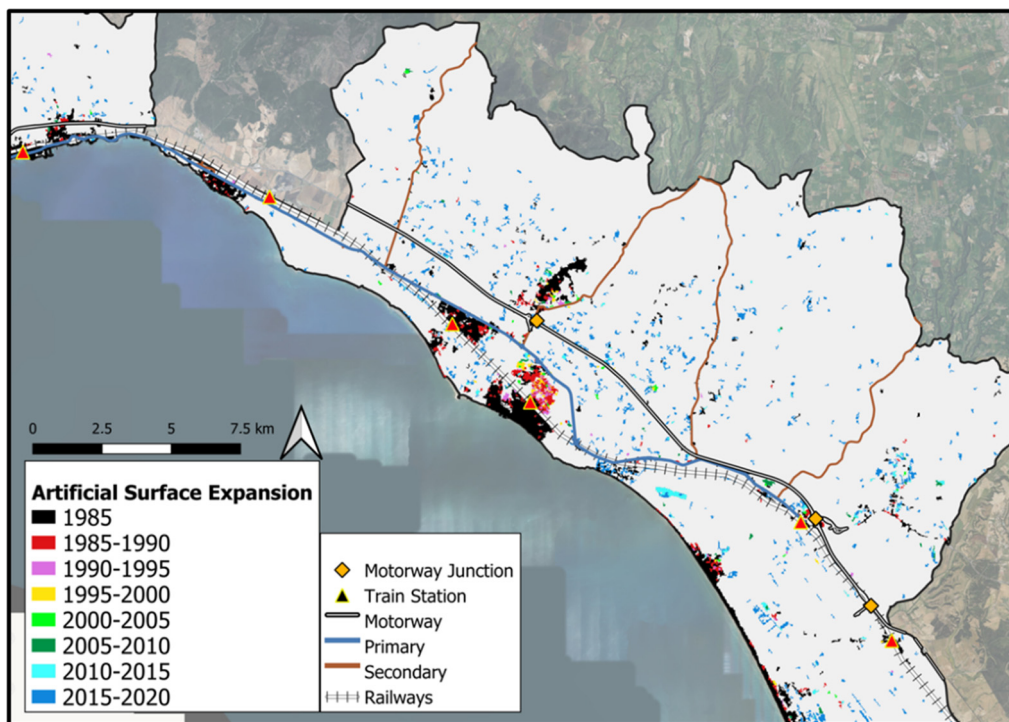 0 2.5 5 7.5 km
Artificial Surface Expansion
1985
1985-1990
1990-1995
1995-2000
2000-2005
2005-2010
2010-2015
2015-2020
Motorway Junction
Train Station
Motorway
Primary
Secondary
Railways